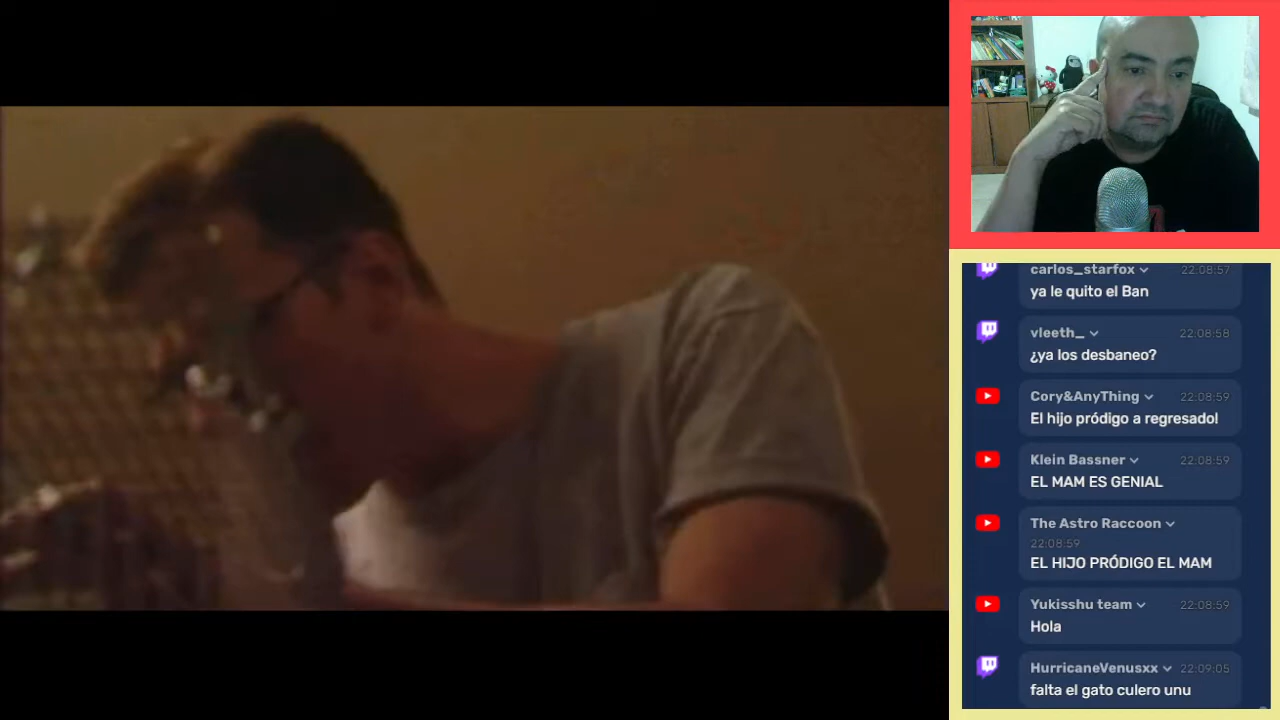 carlos_starfox 22:08:57
ya le quito el Ban
vleeth_ 22:08:58
¿ya los desbaneo?
Cory&AnyThing 22:08:59
El hijo pródigo a regresado!
Klein Bassner 22:08:59
EL MAM ES GENIAL
The Astro Raccoon
22:08:59
EL HIJO PRÓDIGO EL MAM
Yukisshu team 22:08:59
Hola
HurricaneVenusxx 22:09:05
falta el gato culero unu